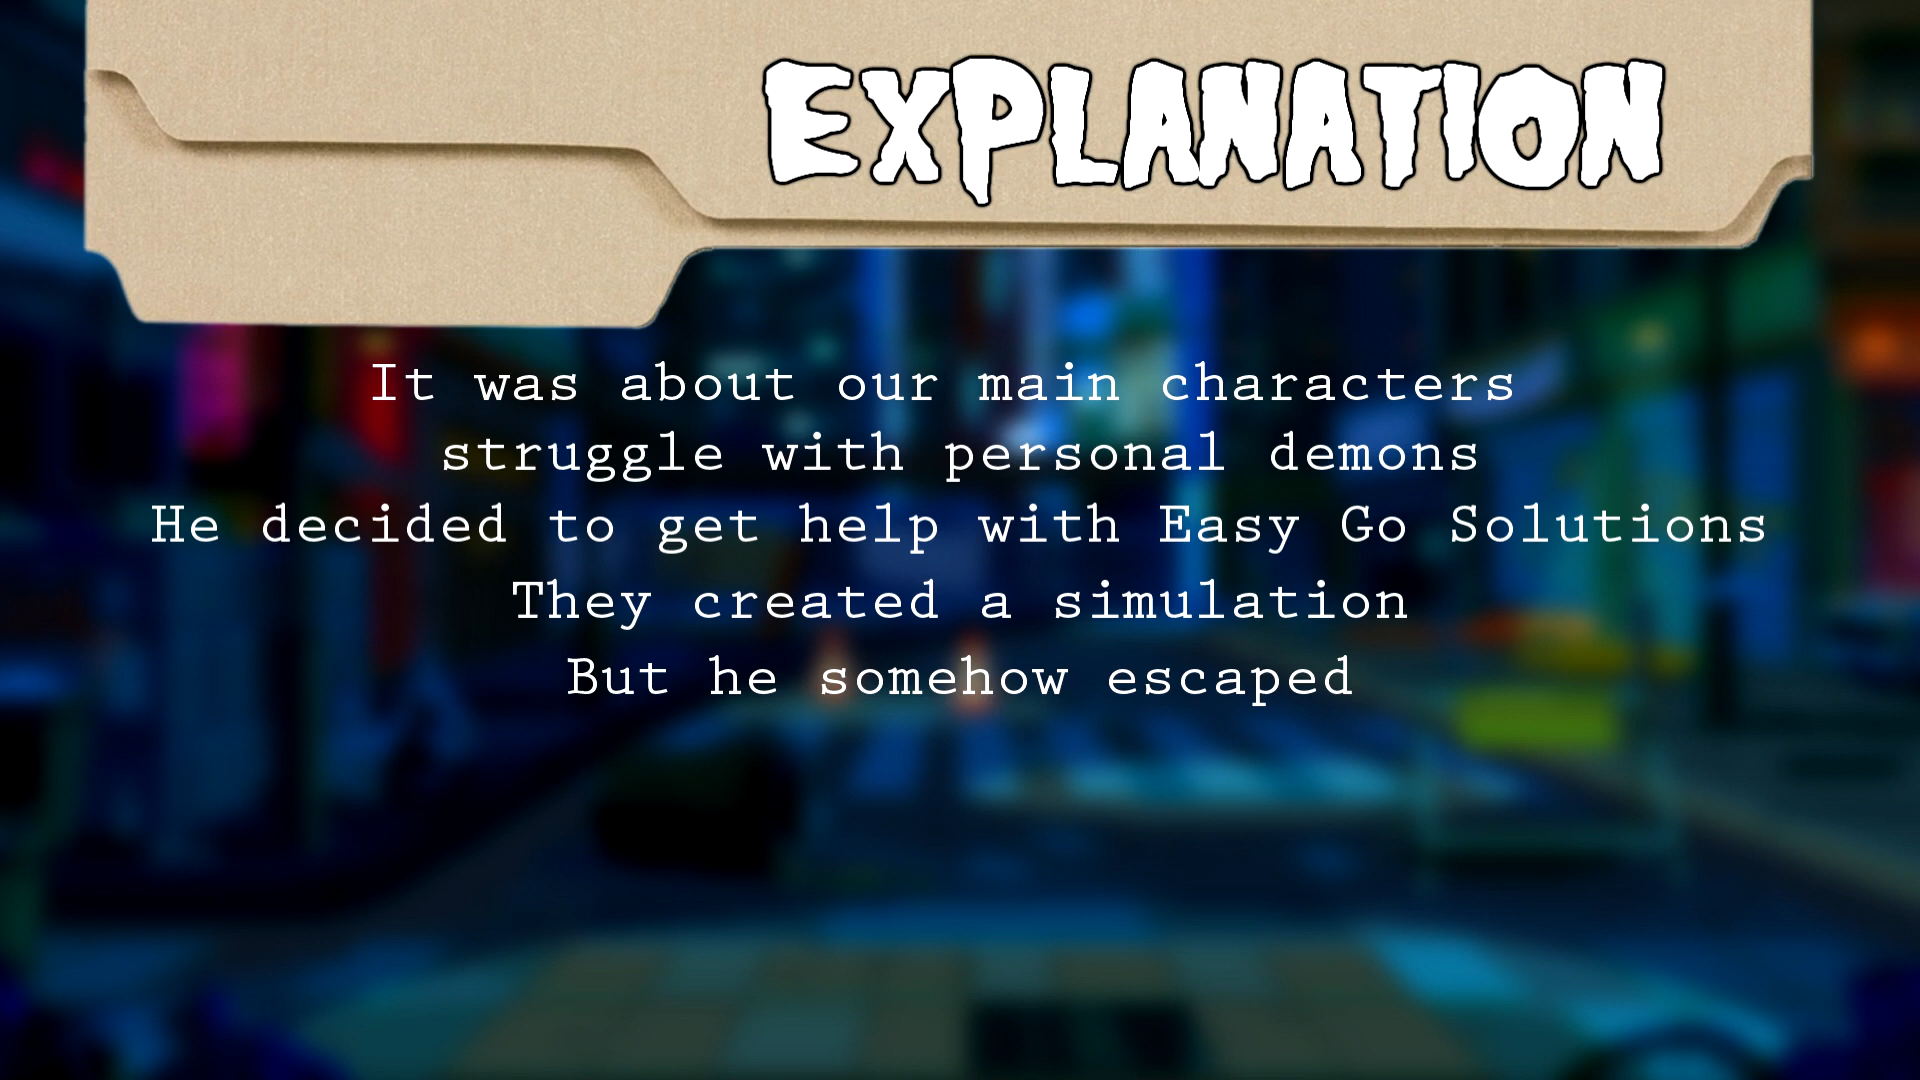 EXPLANATION
It was about our main characters
struggle with personal demons
He decided to get help with Easy Go Solutions
They created a simulation
But he somehow escaped